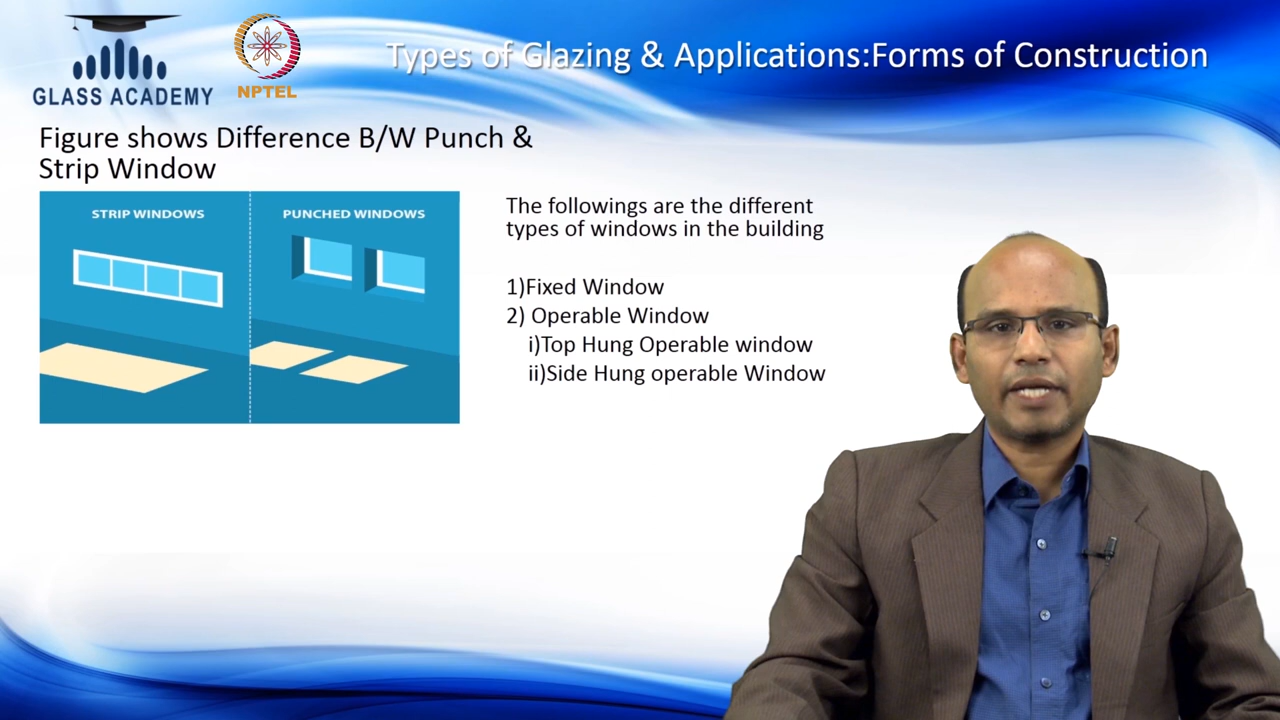 GLASS ACADEMY
NPTEL
Types of Glazing & Applications:Forms of Construction
Figure shows Difference B/W Punch &
Strip Window
STRIP WINDOWS
PUNCHED WINDOWS
The followings are the different
types of windows in the building
1)Fixed Window
2) Operable Window
i)Top Hung Operable window
ii)Side Hung operable Window